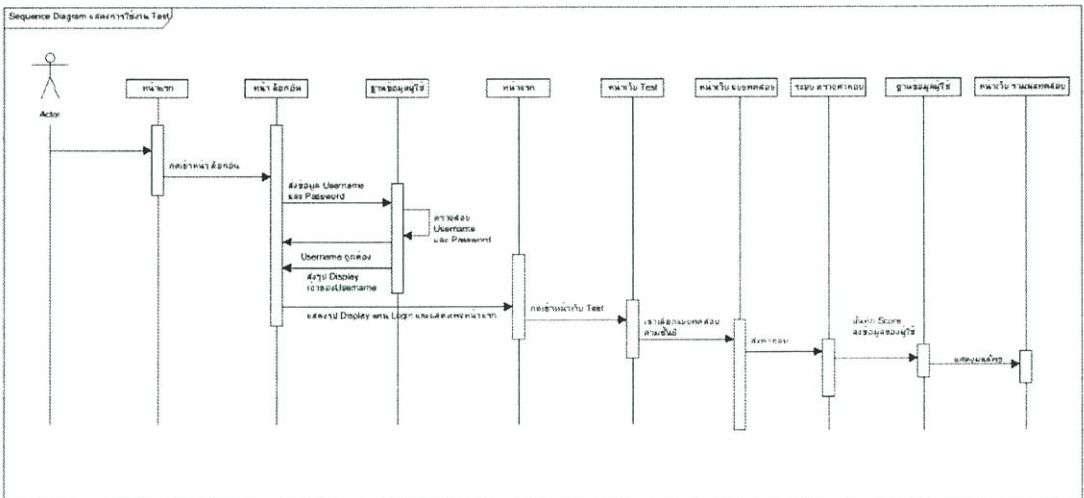 Sequence Diagram แสดงการใช้งาน Test
Actor
หน้าแรก
หน้า ล็อกอิน
ฐานข้อมูลผู้ใช้
หน้าแรก
หน้าเว็บ Test
หน้าเว็บ แบบทดสอบ
ระบบ ตรวจคำตอบ
ฐานข้อมูลผู้ใช้
หน้าเว็บ รวมผลทดสอบ
กดเข้าหน้า ล็อกอิน
ส่งข้อมูล Username
และ Password
ตรวจสอบ
Username
และ Password
Username ถูกต้อง
ส่งรูป Display
เจ้าของUsername
แสดงรูป Display แทน Login และแสดงหน้าแรก
กดเข้าหน้าเว็บ Test
เขาเลือกแบบทดสอบ
ส่งคำตอบ
บันทึก Score
ลงข้อมูลของผู้ใช้
แสดงผลลัพธ์